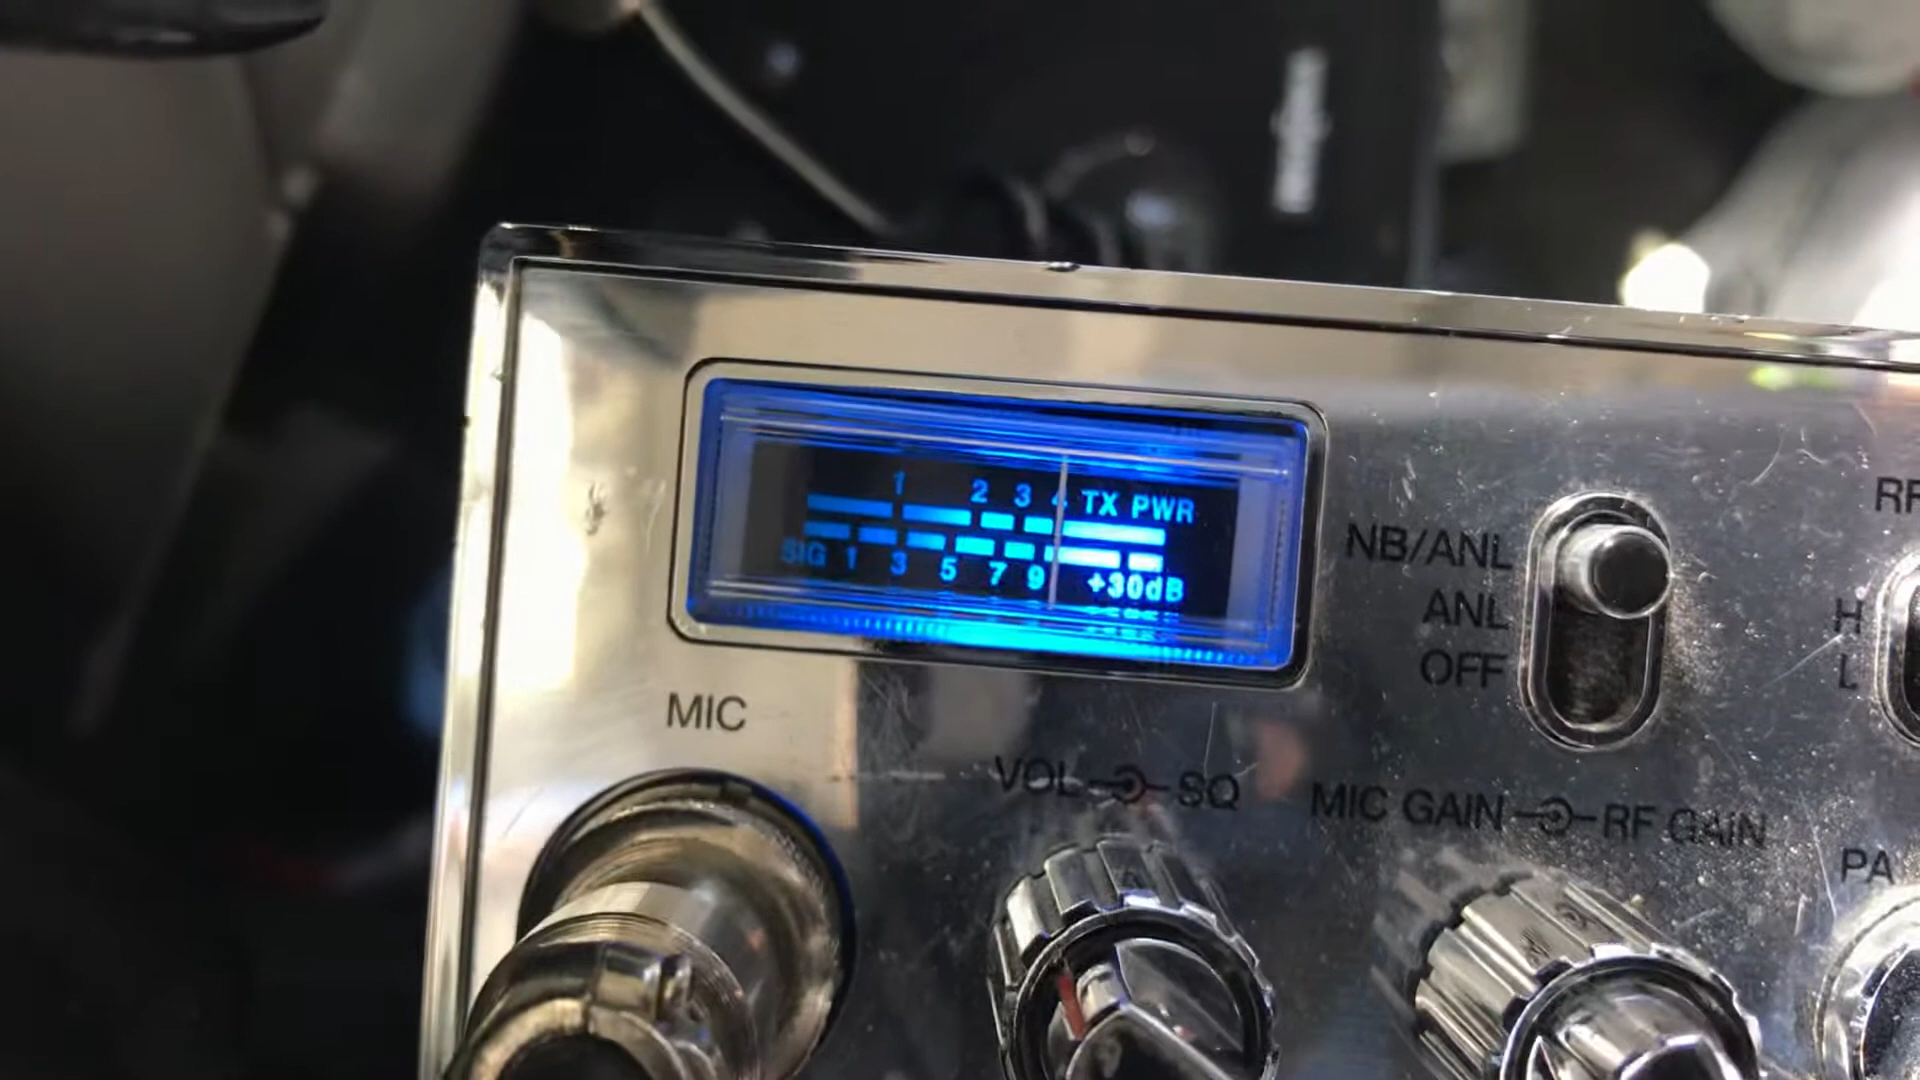 1 2 3 4 TX PWR
SIG 1 3 5 7 9 +30dB
NB/ANL
ANL
OFF
RF
H
L
MIC
VOL SQ
MIC GAIN RF GAIN
PA